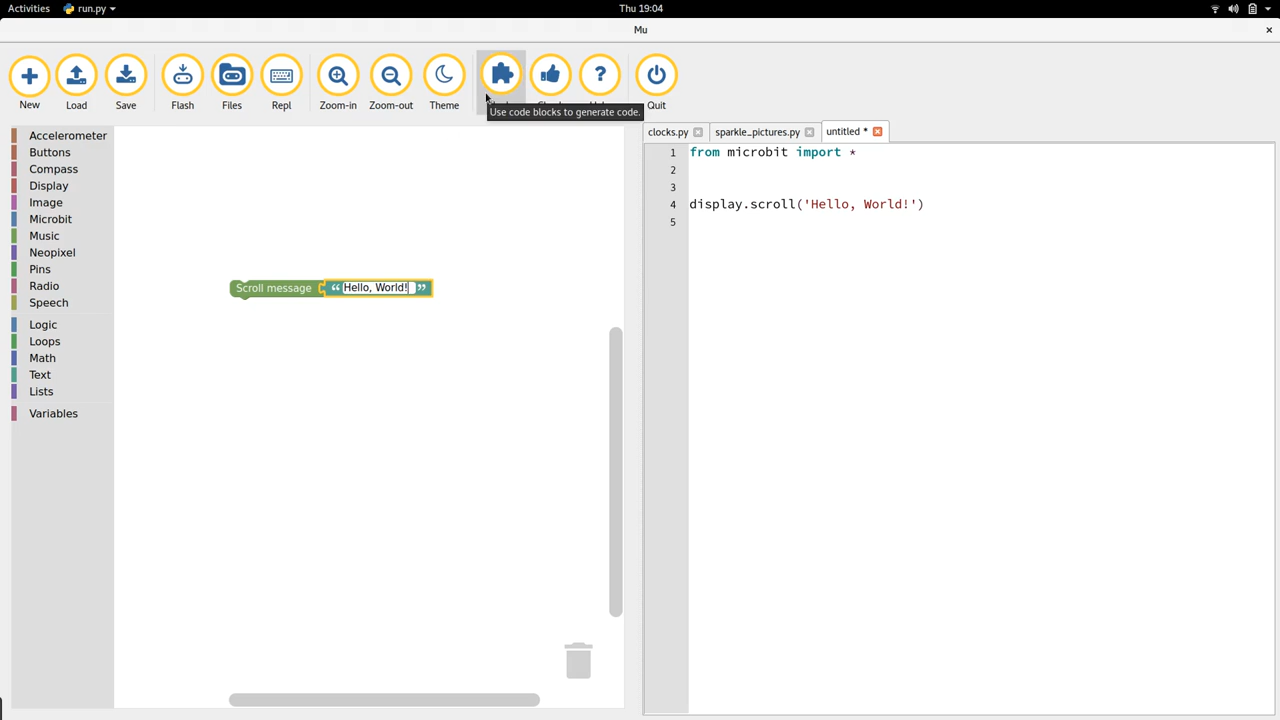 Activities run.py Thu 19:04
Mu
New Load Save Flash Files Repl Zoom-in Zoom-out Theme Quit
Use code blocks to generate code.
Accelerometer
Buttons
Compass
Display
Image
Microbit
Music
Neopixel
Pins
Radio
Speech
Logic
Loops
Math
Text
Lists
Variables
Scroll message “ Hello, World! ”
clocks.py sparkle_pictures.py untitled *
1 from microbit import *
2
3
4 display.scroll('Hello, World!')
5